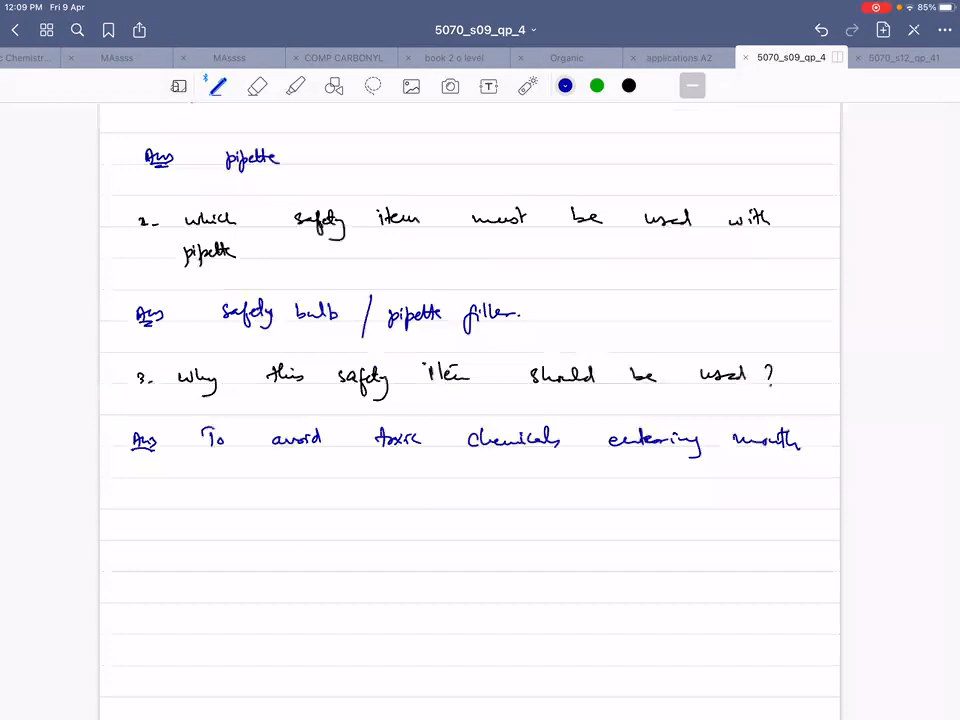 12:09 PM Fri 9 Apr
85%
5070_s09_qp_4
c Chemistr...
MAssss
MAssss
COMP CARBONYL
book 2 o level
Organic
applications A2
5070_s09_qp_4
5070_s12_qp_41
Ans pipette
2. which safety item must be used with
pipette
Ans safety bulb / pipette filler.
3. why this safety item should be used ?
Ans To avoid toxic chemicals entering mouth